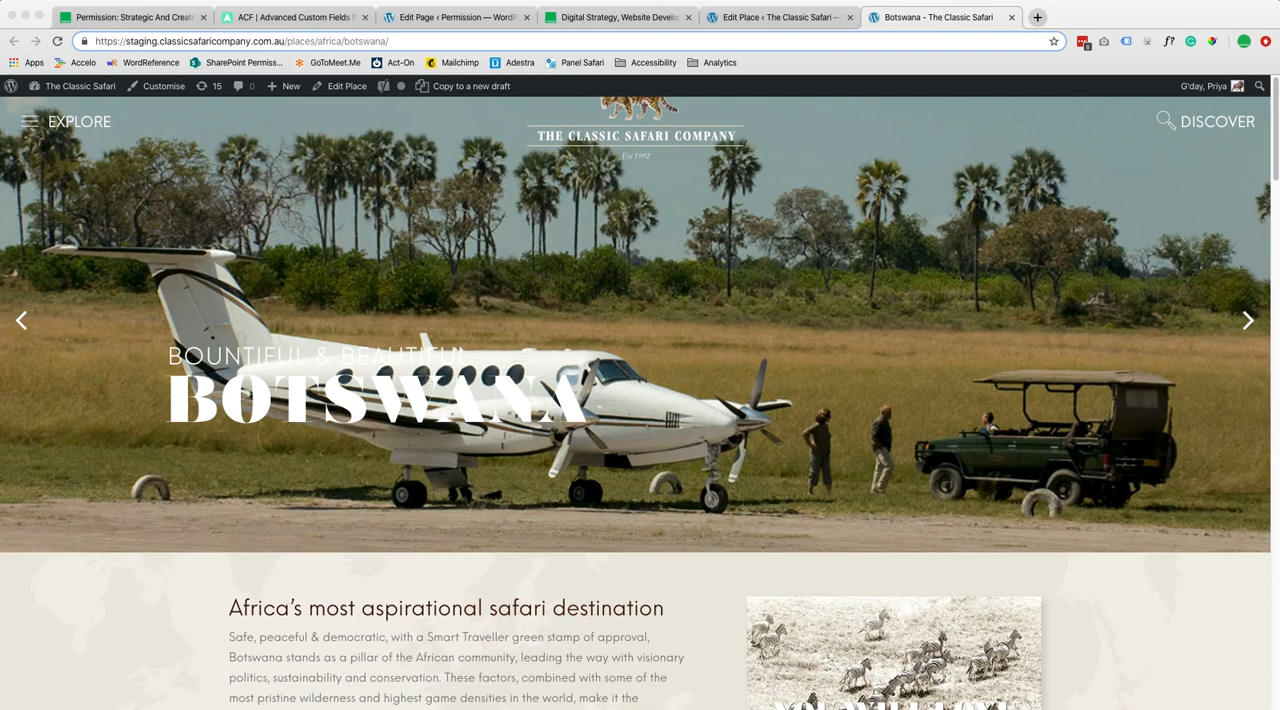 Permission: Strategic And Creati
ACF | Advanced Custom Fields P
Edit Page ‹ Permission — WordP
Digital Strategy, Website Develo
Edit Place ‹ The Classic Safari —
Botswana - The Classic Safari
https://staging.classicsafaricompany.com.au/places/africa/botswana/
Apps
Accelo
WordReference
SharePoint Permiss...
GoToMeet.Me
Act-On
Mailchimp
Adestra
Panel Safari
Accessibility
Analytics
The Classic Safari
Customise
15
0
New
Edit Place
Copy to a new draft
G'day, Priya
EXPLORE
THE CLASSIC SAFARI COMPANY
Est 1992
DISCOVER
BOUNTIFUL & BEAUTIFUL
BOTSWANA
Africa's most aspirational safari destination
Safe, peaceful & democratic, with a Smart Traveller green stamp of approval,
Botswana stands as a pillar of the African community, leading the way with visionary
politics, sustainability and conservation. These factors, combined with some of the
most pristine wilderness and highest game densities in the world, make it the
YOU WILL LOVE